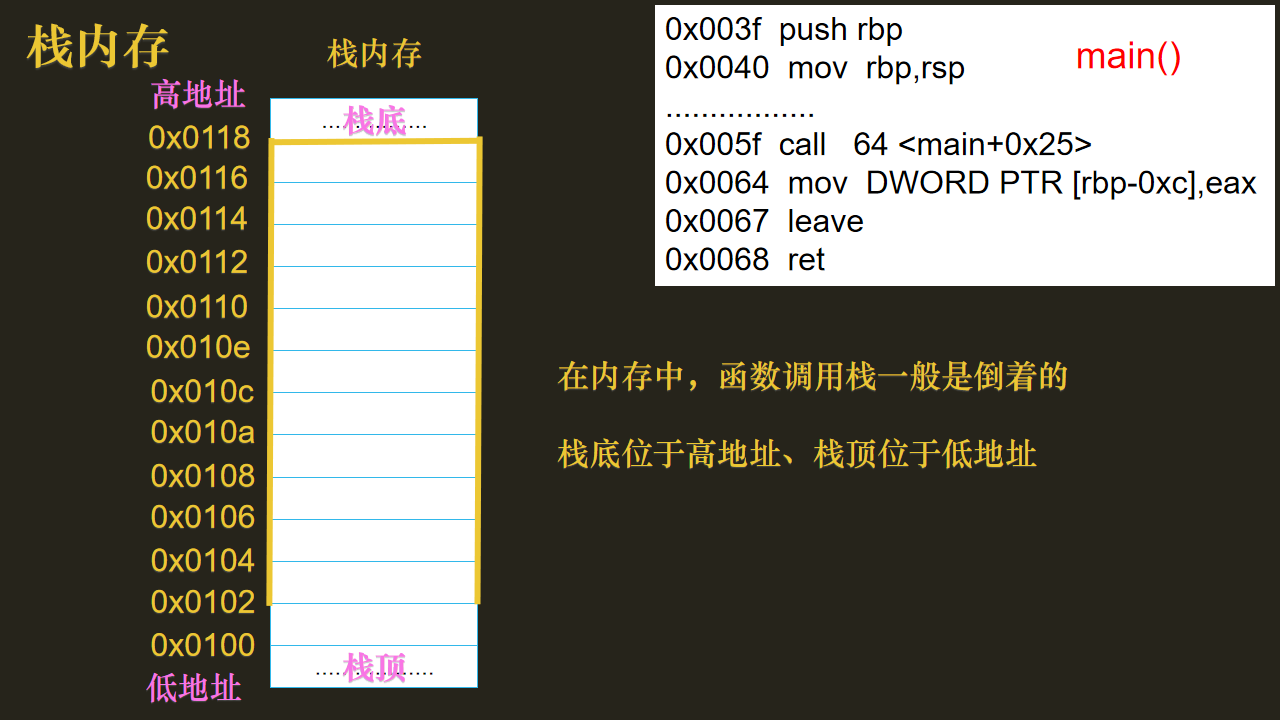 栈内存
栈内存
高地址
栈底
0x0118
0x0116
0x0114
0x0112
0x0110
0x010e
0x010c
0x010a
0x0108
0x0106
0x0104
0x0102
0x0100
栈顶
低地址
0x003f push rbp
0x0040 mov rbp,rsp
main()
.................
0x005f call 64 <main+0x25>
0x0064 mov DWORD PTR [rbp-0xc],eax
0x0067 leave
0x0068 ret
在内存中，函数调用栈一般是倒着的
栈底位于高地址、栈顶位于低地址